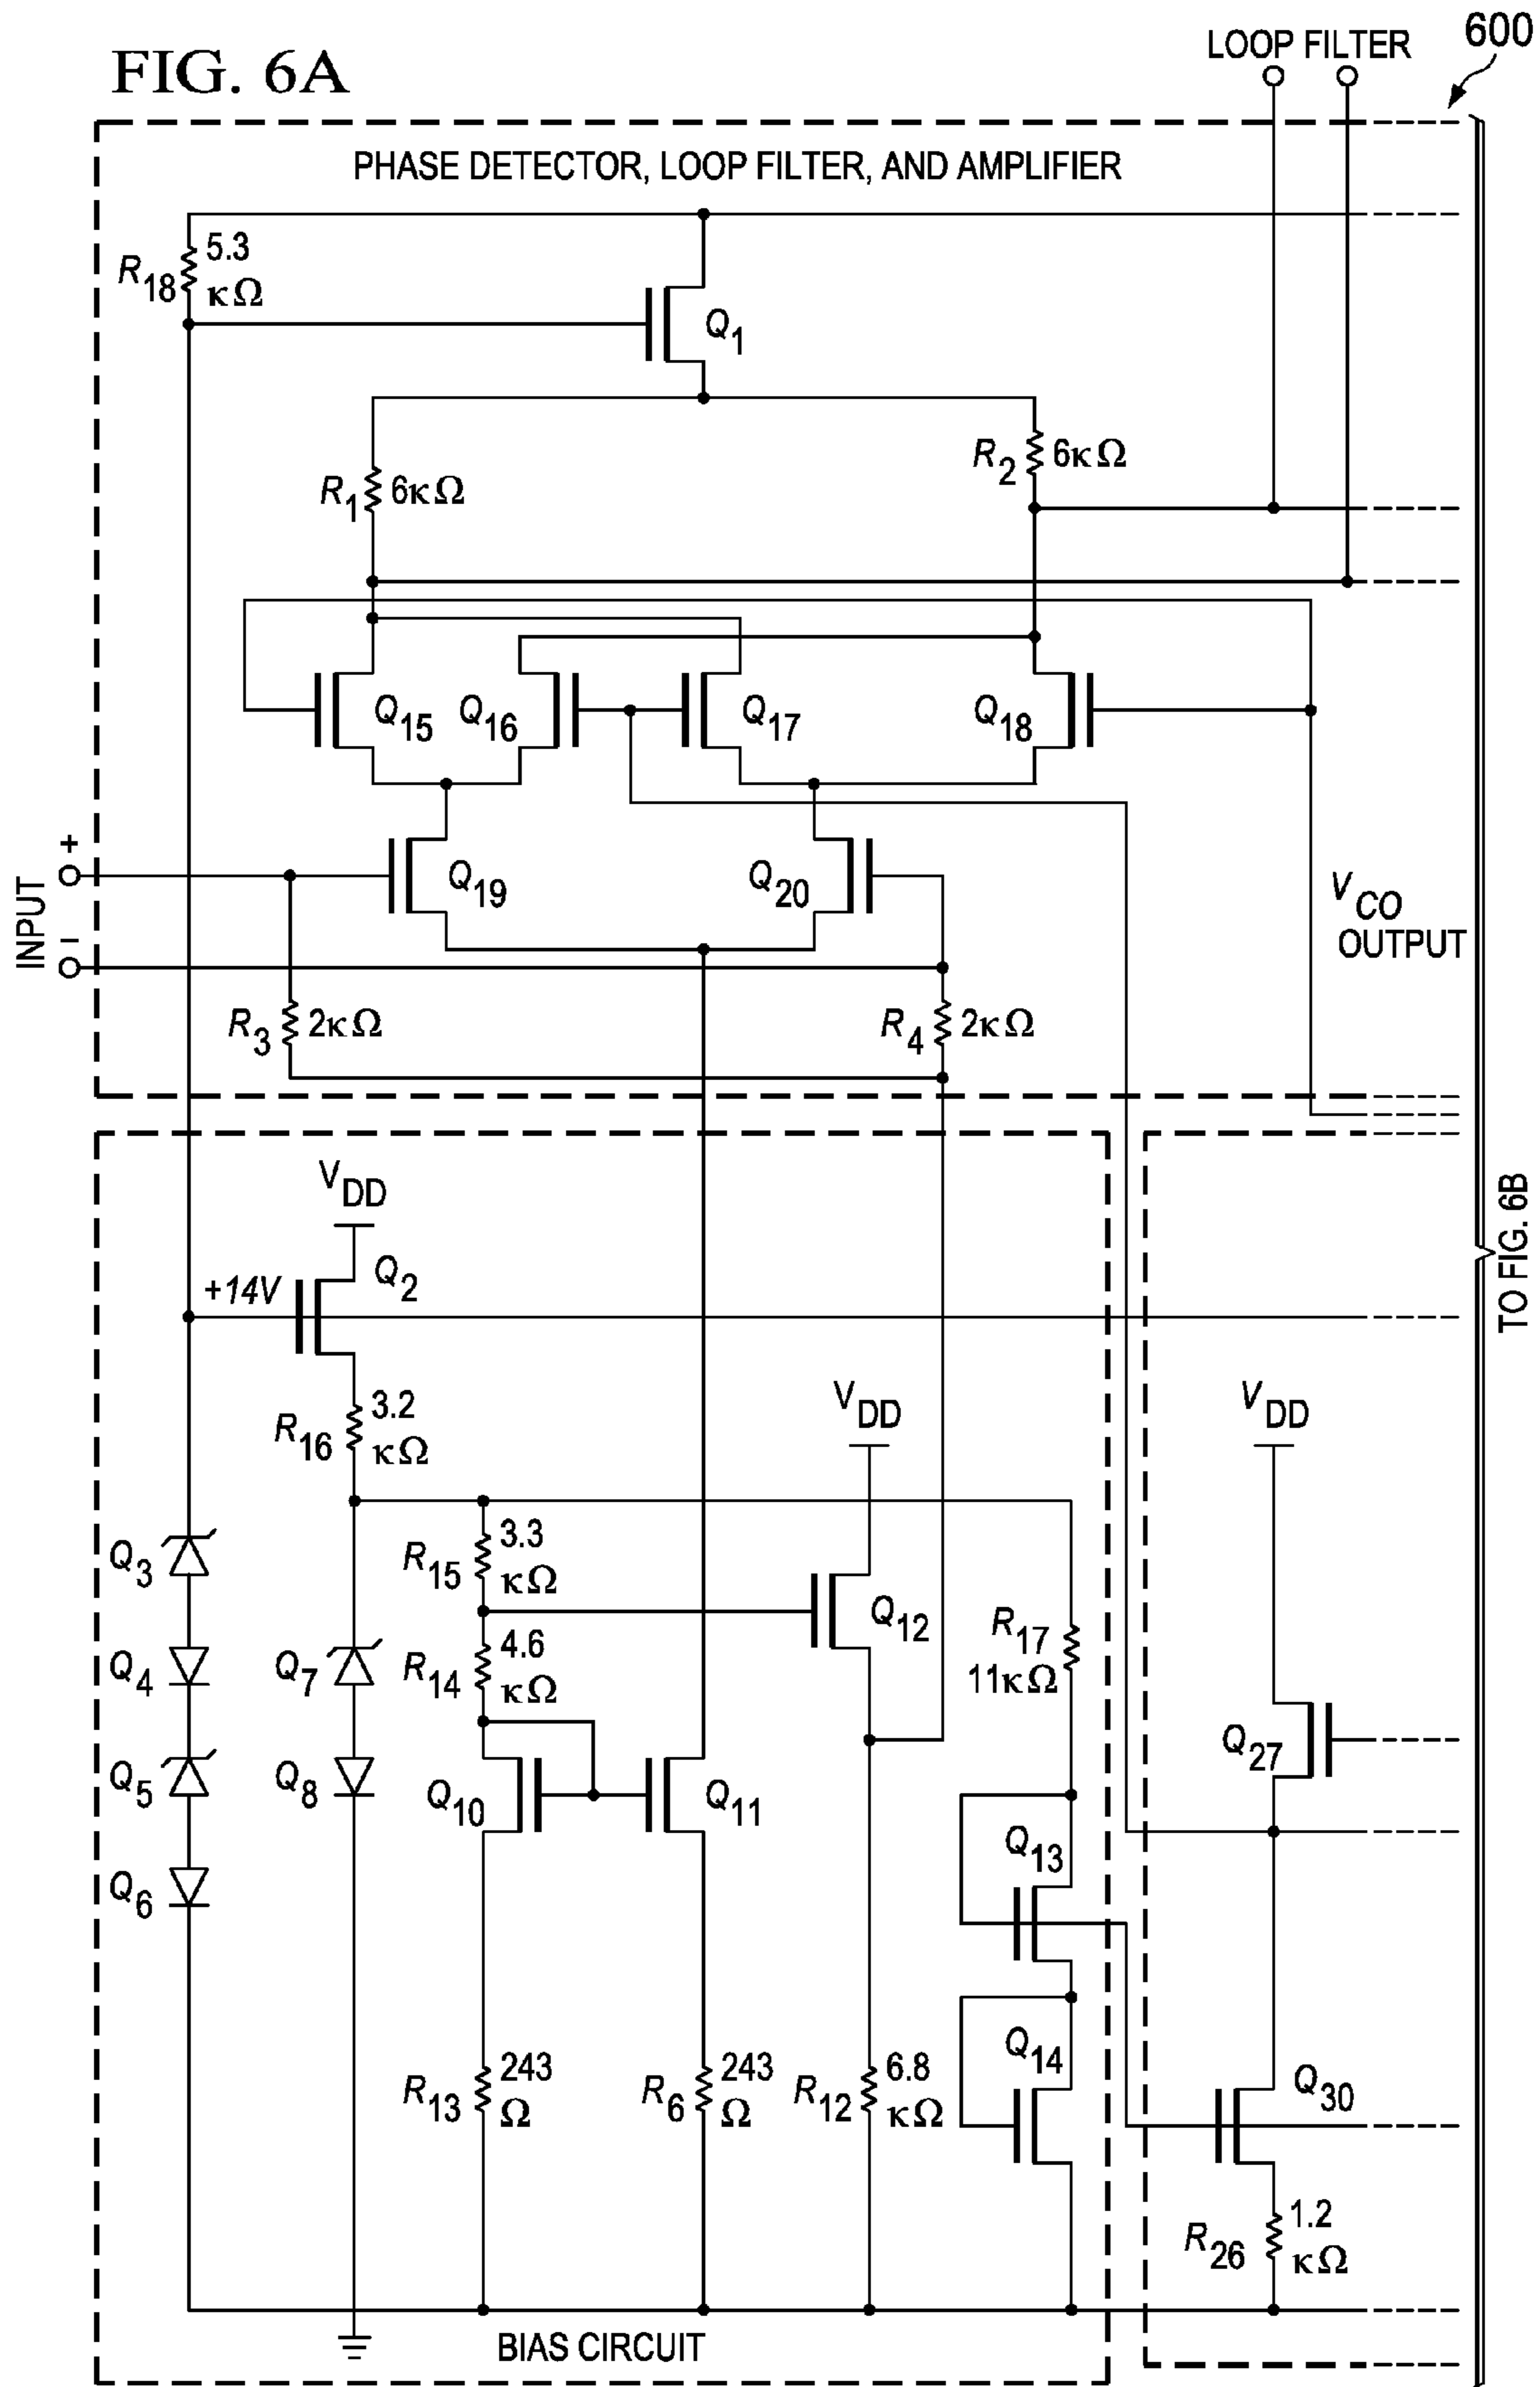 FIG. 6A
LOOP FILTER
600
PHASE DETECTOR, LOOP FILTER, AND AMPLIFIER
R18
5.3
κΩ
Q1
R1
6κΩ
R2
6κΩ
Q15
Q16
Q17
Q18
INPUT
+
−
Q19
Q20
VCO
OUTPUT
R3
2κΩ
R4
2κΩ
TO FIG. 6B
VDD
+14V
Q2
R16
3.2
κΩ
VDD
VDD
Q3
R15
3.3
κΩ
Q12
R17
11κΩ
Q4
Q7
R14
4.6
κΩ
Q27
Q5
Q8
Q10
Q11
Q13
Q6
Q14
R13
243
Ω
R6
243
Ω
R12
6.8
κΩ
Q30
R26
1.2
κΩ
BIAS CIRCUIT